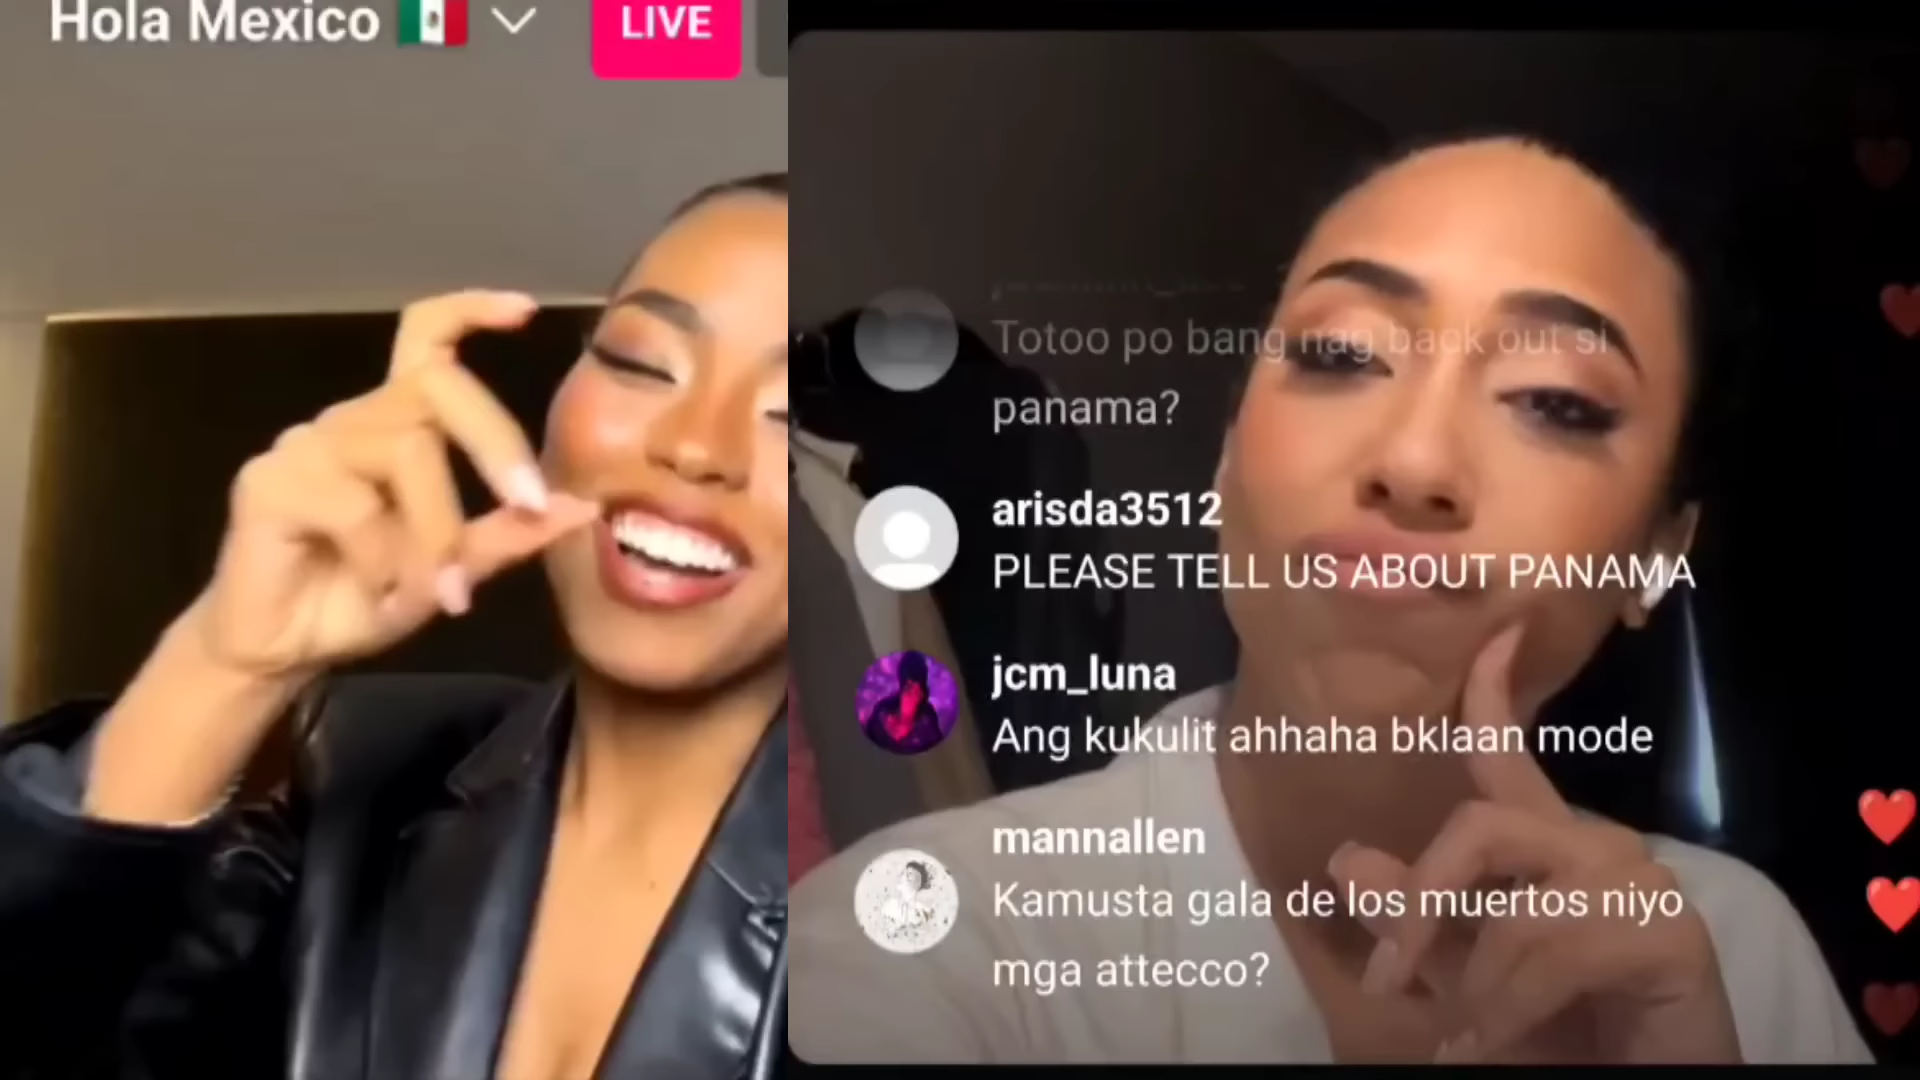 Hola Mexico 🇲🇽
LIVE
Totoo po bang nag back out si
panama?
arisda3512
PLEASE TELL US ABOUT PANAMA
jcm_luna
Ang kukulit ahhaha bklaan mode
mannallen
Kamusta gala de los muertos niyo
mga attecco?